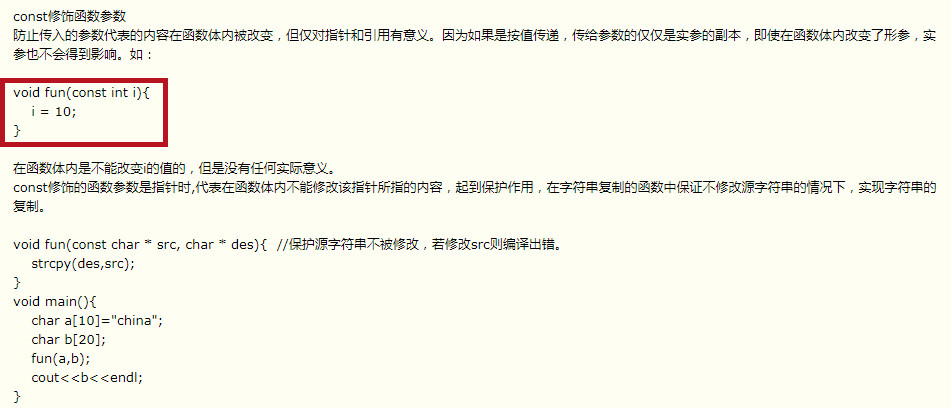 const修饰函数参数
防止传入的参数代表的内容在函数体内被改变，但仅对指针和引用有意义。因为如果是按值传递，传给参数的仅仅是实参的副本，即使在函数体内改变了形参，实
参也不会得到影响。如：
void fun(const int i){
i = 10;
}
在函数体内是不能改变i的值的，但是没有任何实际意义。
const修饰的函数参数是指针时,代表在函数体内不能修改该指针所指的内容，起到保护作用，在字符串复制的函数中保证不修改源字符串的情况下，实现字符串的
复制。
void fun(const char * src, char * des){  //保护源字符串不被修改，若修改src则编译出错。
strcpy(des,src);
}
void main(){
char a[10]="china";
char b[20];
fun(a,b);
cout<<b<<endl;
}